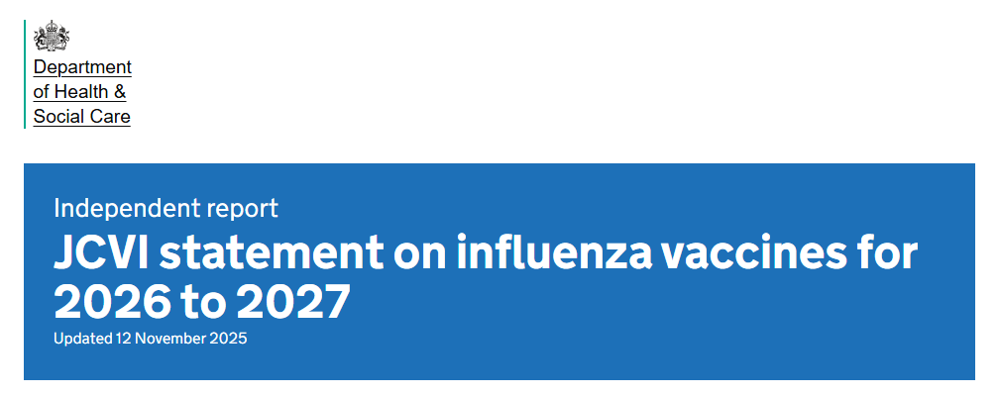 Department
of Health &
Social Care
Independent report
JCVI statement on influenza vaccines for
2026 to 2027
Updated 12 November 2025